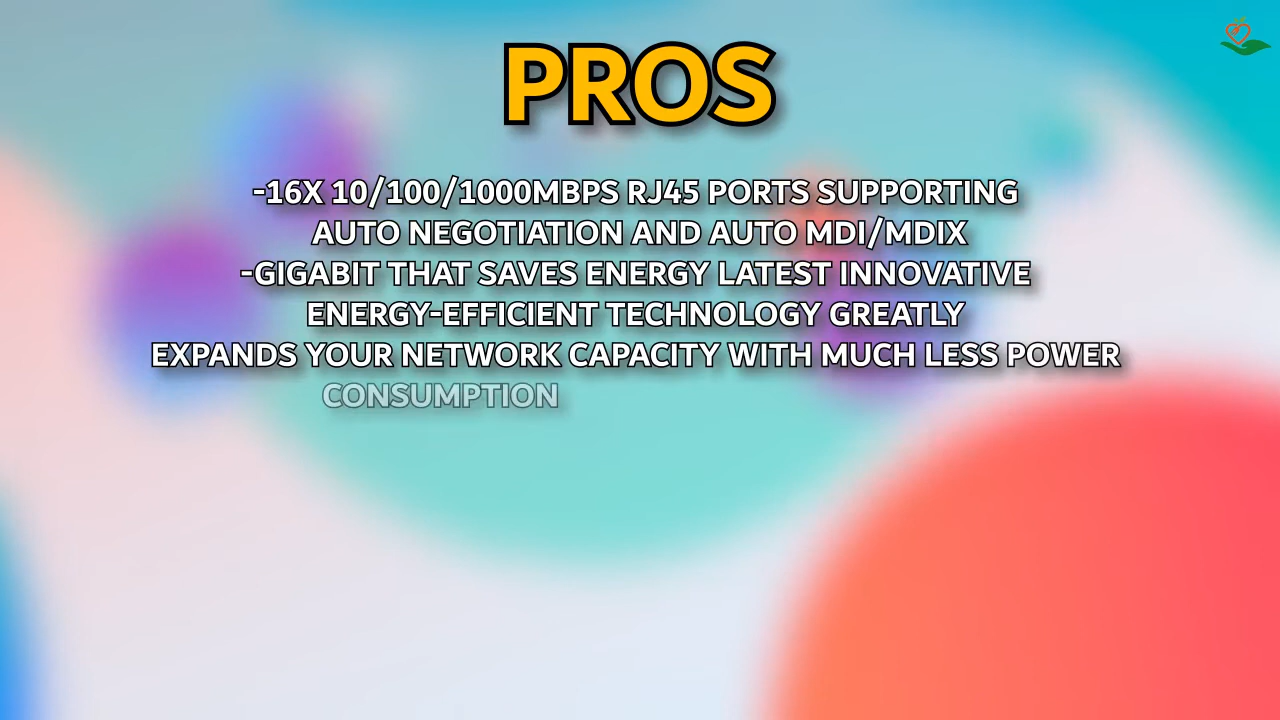 PROS
-16X 10/100/1000MBPS RJ45 PORTS SUPPORTING
AUTO NEGOTIATION AND AUTO MDI/MDIX
-GIGABIT THAT SAVES ENERGY LATEST INNOVATIVE
ENERGY-EFFICIENT TECHNOLOGY GREATLY
EXPANDS YOUR NETWORK CAPACITY WITH MUCH LESS POWER
CONSUMPTION